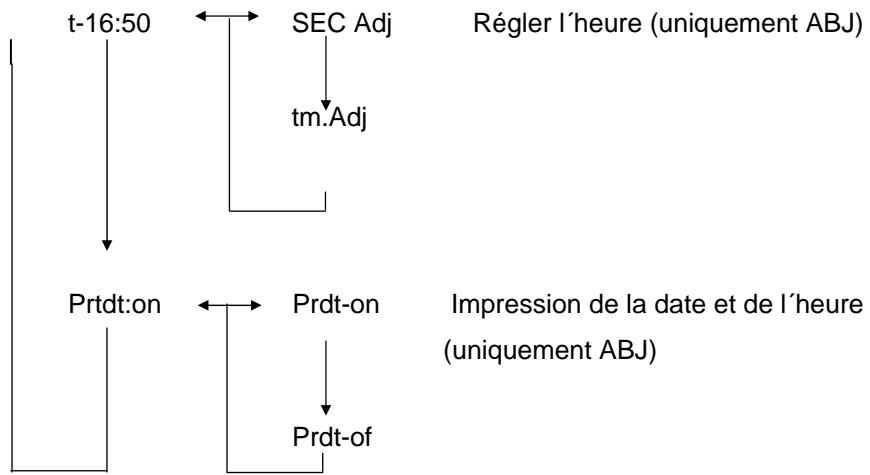 t-16:50 SEC Adj Régler l´heure (uniquement ABJ)
tm.Adj
Prtdt:on Prdt-on Impression de la date et de l´heure
(uniquement ABJ)
Prdt-of